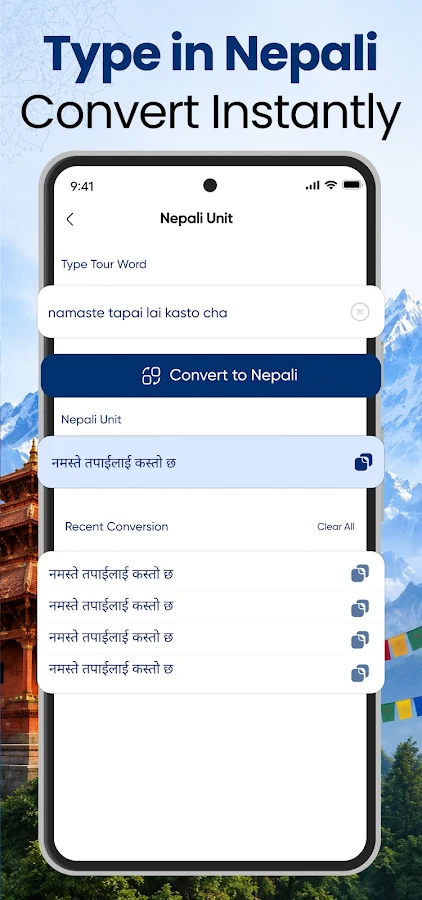 Type in Nepali
Convert Instantly
9:41
Nepali Unit
Type Tour Word
namaste tapai lai kasto cha
Convert to Nepali
Nepali Unit
नमस्ते तपाईलाई कस्तो छ
Recent Conversion
Clear All
नमस्ते तपाईलाई कस्तो छ
नमस्ते तपाईलाई कस्तो छ
नमस्ते तपाईलाई कस्तो छ
नमस्ते तपाईलाई कस्तो छ